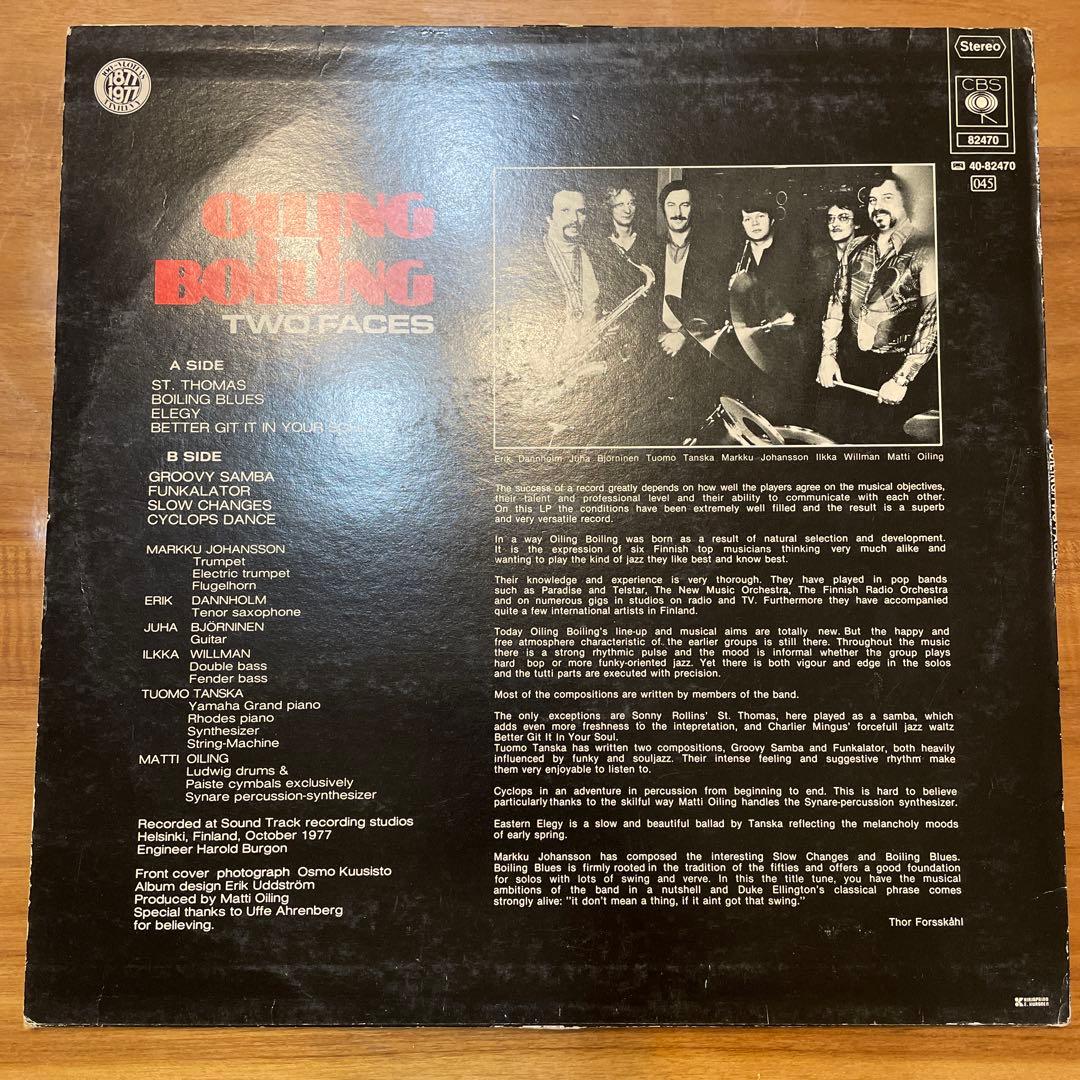 100-VUOTIAS
1877
1977
ÄÄNILEVY
Stereo
CBS
82470
40-82470
045
OILING
BOILING
TWO FACES
A SIDE
ST. THOMAS
BOILING BLUES
ELEGY
BETTER GIT IT IN YOUR SOUL
B SIDE
GROOVY SAMBA
FUNKALATOR
SLOW CHANGES
CYCLOPS DANCE
MARKKU JOHANSSON
Trumpet
Electric trumpet
Flugelhorn
ERIK DANNHOLM
Tenor saxophone
JUHA BJÖRNINEN
Guitar
ILKKA WILLMAN
Double bass
Fender bass
TUOMO TANSKA
Yamaha Grand piano
Rhodes piano
Synthesizer
String-Machine
MATTI OILING
Ludwig drums &
Paiste cymbals exclusively
Synare percussion-synthesizer
Recorded at Sound Track recording studios
Helsinki, Finland, October 1977
Engineer Harold Burgon
Front cover photograph Osmo Kuusisto
Album design Erik Uddström
Produced by Matti Oiling
Special thanks to Uffe Ahrenberg
for believing.
Erik Dannholm Juha Björninen Tuomo Tanska Markku Johansson Ilkka Willman Matti Oiling
The success of a record greatly depends on how well the players agree on the musical objectives,
their talent and professional level and their ability to communicate with each other.
On this LP the conditions have been extremely well filled and the result is a superb
and very versatile record.
In a way Oiling Boiling was born as a result of natural selection and development.
It is the expression of six Finnish top musicians thinking very much alike and
wanting to play the kind of jazz they like best and know best.
Their knowledge and experience is very thorough. They have played in pop bands
such as Paradise and Telstar, The New Music Orchestra, The Finnish Radio Orchestra
and on numerous gigs in studios on radio and TV. Furthermore they have accompanied
quite a few international artists in Finland.
Today Oiling Boiling's line-up and musical aims are totally new. But the happy and
free atmosphere characteristic of the earlier groups is still there. Throughout the music
there is a strong rhythmic pulse and the mood is informal whether the group plays
hard bop or more funky-oriented jazz. Yet there is both vigour and edge in the solos
and the tutti parts are executed with precision.
Most of the compositions are written by members of the band.
The only exceptions are Sonny Rollins' St. Thomas, here played as a samba, which
adds even more freshness to the intepretation, and Charlier Mingus' forcefull jazz waltz
Better Git It In Your Soul.
Tuomo Tanska has written two compositions, Groovy Samba and Funkalator, both heavily
influenced by funky and souljazz. Their intense feeling and suggestive rhythm make
them very enjoyable to listen to.
Cyclops in an adventure in percussion from beginning to end. This is hard to believe
particularly thanks to the skilful way Matti Oiling handles the Synare-percussion synthesizer.
Eastern Elegy is a slow and beautiful ballad by Tanska reflecting the melancholy moods
of early spring.
Markku Johansson has composed the interesting Slow Changes and Boiling Blues.
Boiling Blues is firmly rooted in the tradition of the fifties and offers a good foundation
for solos with lots of swing and verve. In this the title tune, you have the musical
ambitions of the band in a nutshell and Duke Ellington's classical phrase comes
strongly alive: "it don't mean a thing, if it aint got that swing."
Thor Forsskåhl